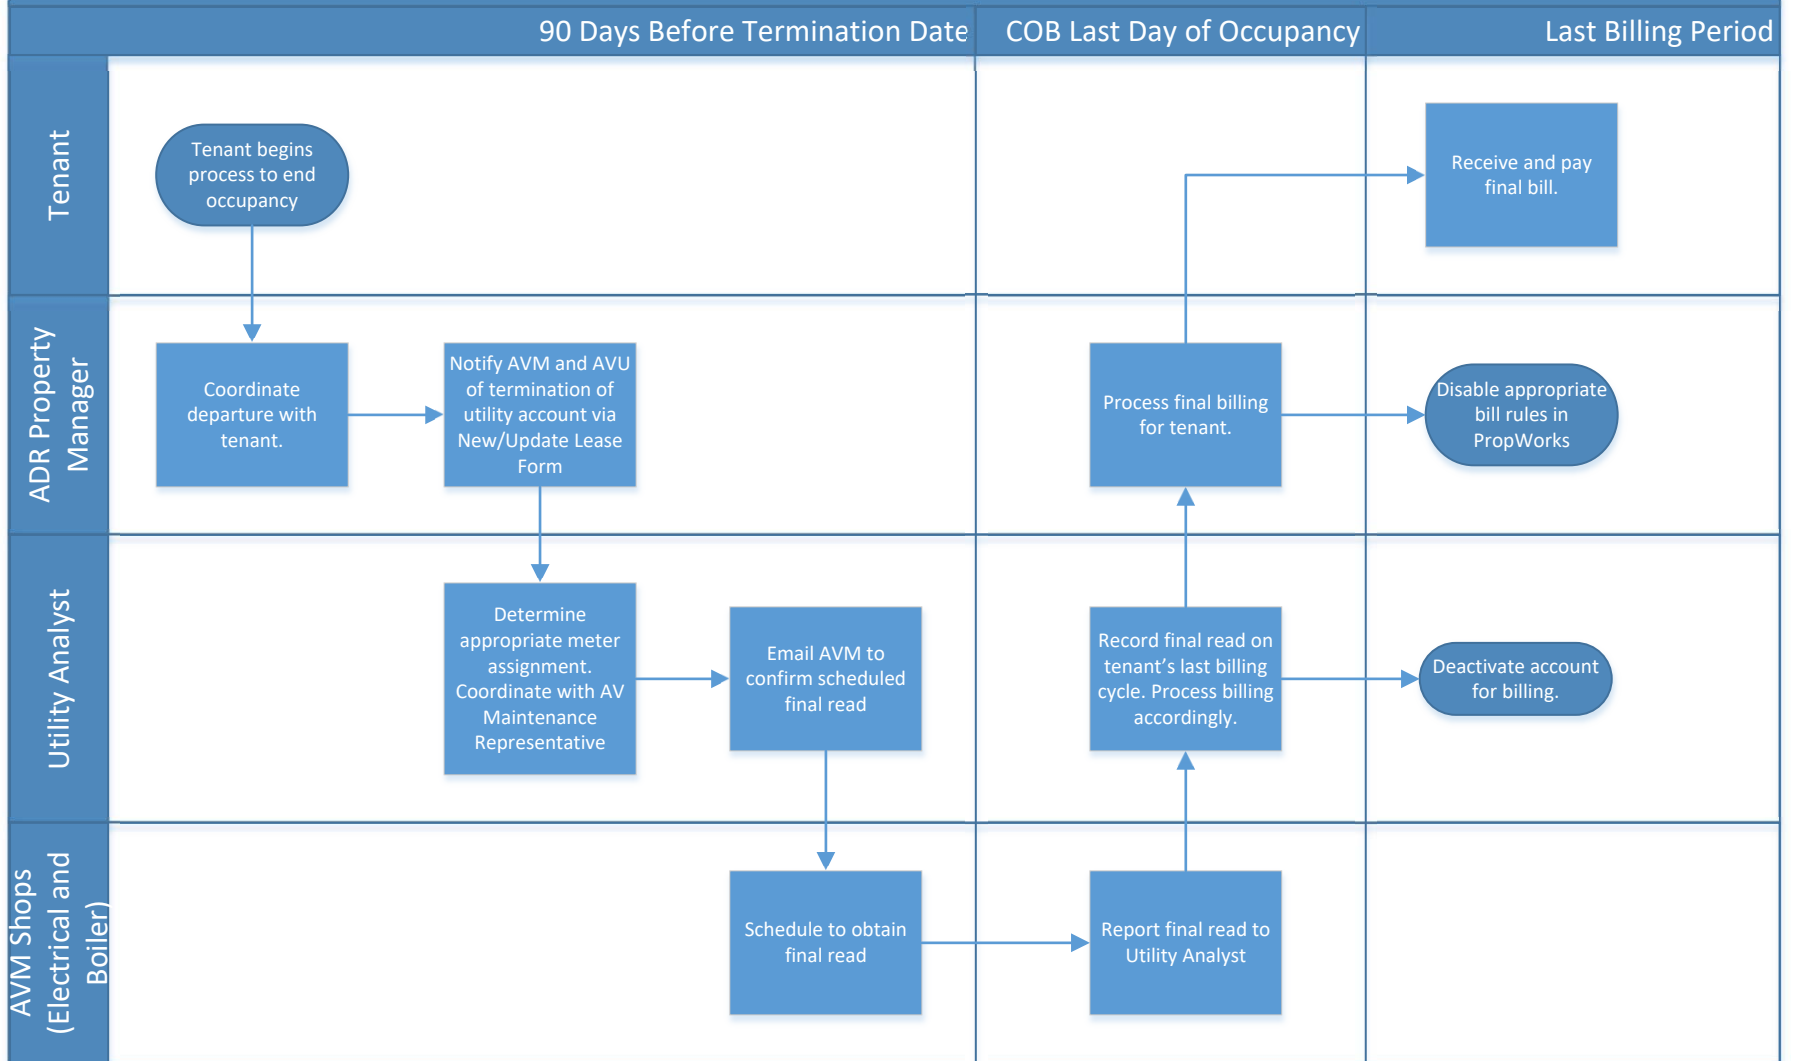 90 Days Before Termination Date
COB Last Day of Occupancy
Last Billing Period
Tenant
Tenant begins
process to end
occupancy
Receive and pay
final bill.
ADR Property
Manager
Coordinate
departure with
tenant.
Notify AVM and AVU
of termination of
utility account via
New/Update Lease
Form
Process final billing
for tenant.
Disable appropriate
bill rules in
PropWorks
Utility Analyst
Determine
appropriate meter
assignment.
Coordinate with AV
Maintenance
Representative
Email AVM to
confirm scheduled
final read
Record final read on
tenant’s last billing
cycle. Process billing
accordingly.
Deactivate account
for billing.
AVM Shops
(Electrical and
Boiler)
Schedule to obtain
final read
Report final read to
Utility Analyst